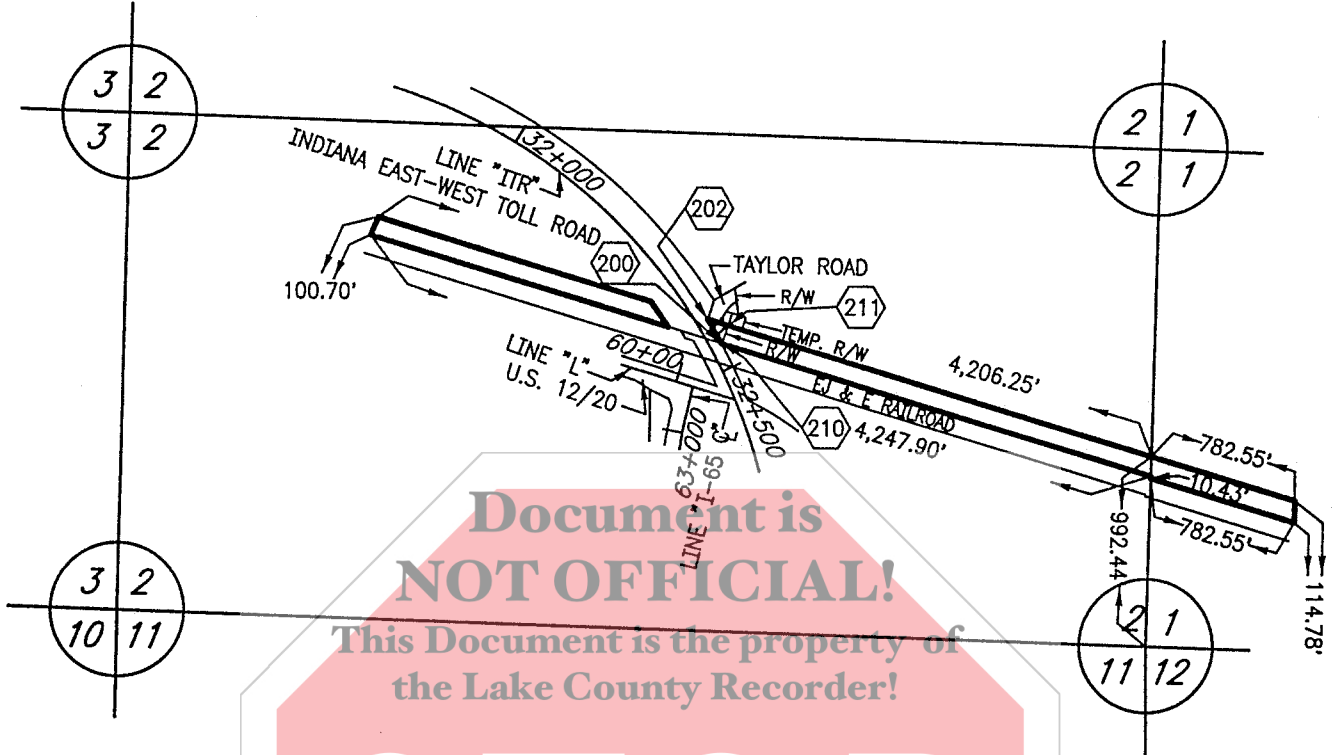 3 2
3 2
2 1
2 1
INDIANA EAST-WEST TOLL ROAD
LINE "ITR"
32+000
202
200
TAYLOR ROAD
R/W
211
TEMP. R/W
R/W
100.70'
LINE "L"
U.S. 12/20
60+00
4,206.25'
EJ & E RAILROAD
210
4,247.90'
32+500
63+000
LINE "I-65
782.55'
10.43'
782.55'
992.44
114.78'
Document is
NOT OFFICIAL!
This Document is the property of
the Lake County Recorder!
3 2
10 11
2 1
11 12